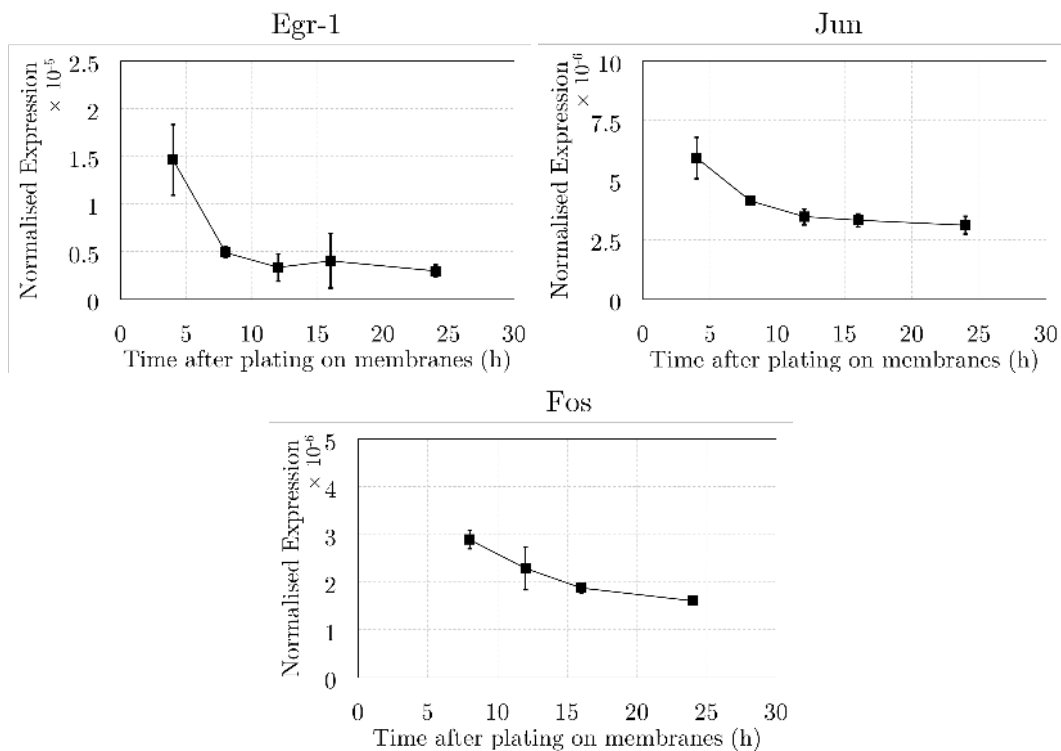 Egr-1
Normalised Expression
× 10⁻⁵
2.5
2
1.5
1
0.5
0
0 5 10 15 20 25 30
Time after plating on membranes (h)
Jun
Normalised Expression
× 10⁻⁶
10
7.5
5
2.5
0
0 5 10 15 20 25 30
Time after plating on membranes (h)
Fos
Normalised Expression
× 10⁻⁶
5
4
3
2
1
0
0 5 10 15 20 25 30
Time after plating on membranes (h)